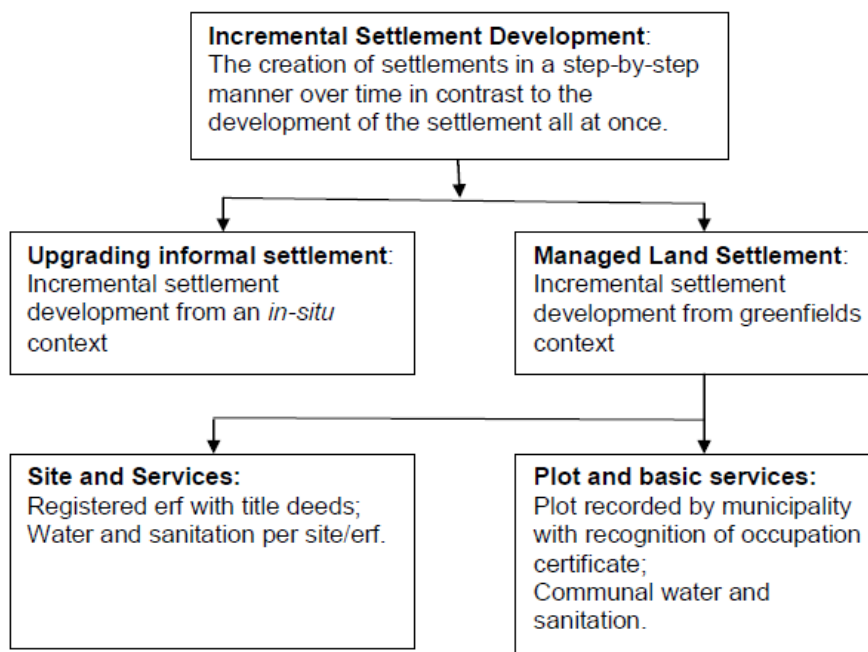 Incremental Settlement Development:
The creation of settlements in a step-by-step
manner over time in contrast to the
development of the settlement all at once.
Upgrading informal settlement:
Incremental settlement
development from an in-situ
context
Managed Land Settlement:
Incremental settlement
development from greenfields
context
Site and Services:
Registered erf with title deeds;
Water and sanitation per site/erf.
Plot and basic services:
Plot recorded by municipality
with recognition of occupation
certificate;
Communal water and
sanitation.